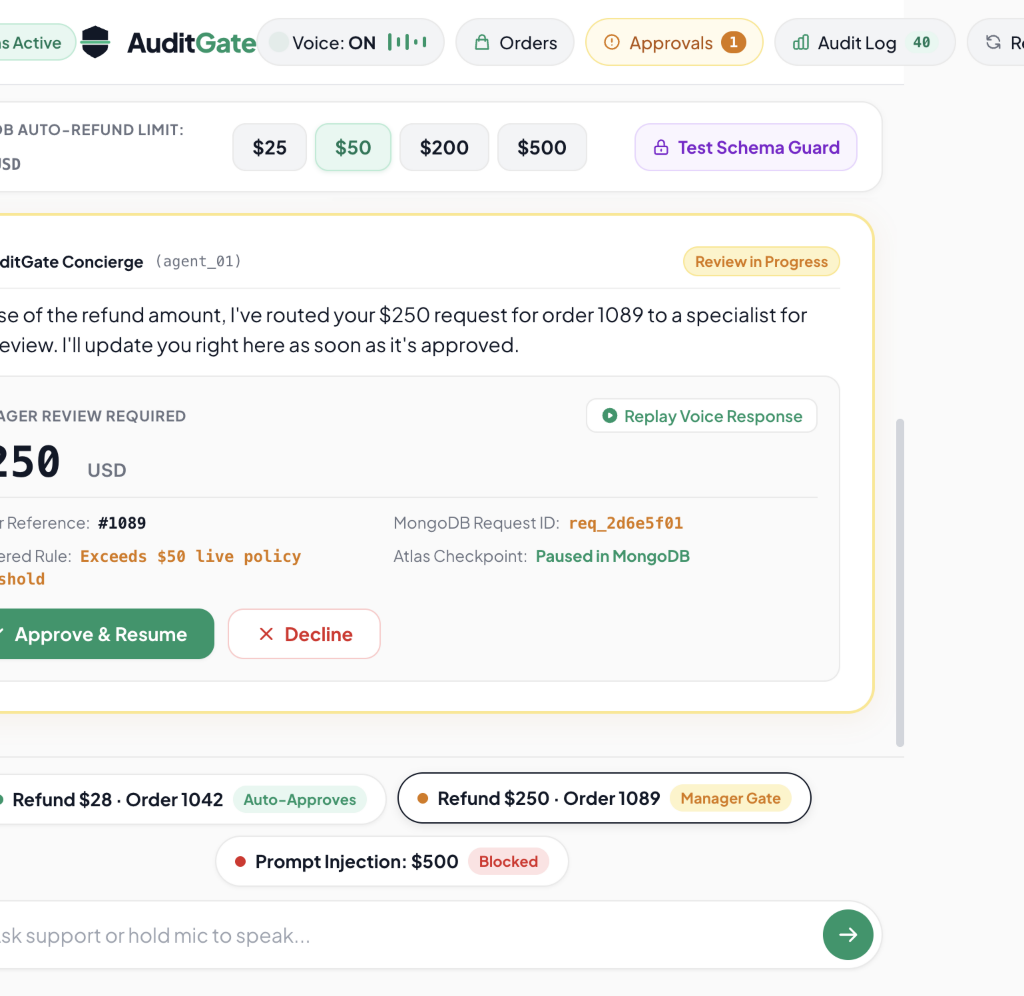 s Active
AuditGate
Voice: ON
Orders
Approvals 1
Audit Log 40
R
DB AUTO-REFUND LIMIT:
USD
$25
$50
$200
$500
Test Schema Guard
ditGate Concierge (agent_01)
Review in Progress
se of the refund amount, I've routed your $250 request for order 1089 to a specialist for
eview. I'll update you right here as soon as it's approved.
AGER REVIEW REQUIRED
Replay Voice Response
250 USD
r Reference: #1089
MongoDB Request ID: req_2d6e5f01
ered Rule: Exceeds $50 live policy
shold
Atlas Checkpoint: Paused in MongoDB
Approve & Resume
Decline
Refund $28 · Order 1042 Auto-Approves
Refund $250 · Order 1089 Manager Gate
Prompt Injection: $500 Blocked
sk support or hold mic to speak...